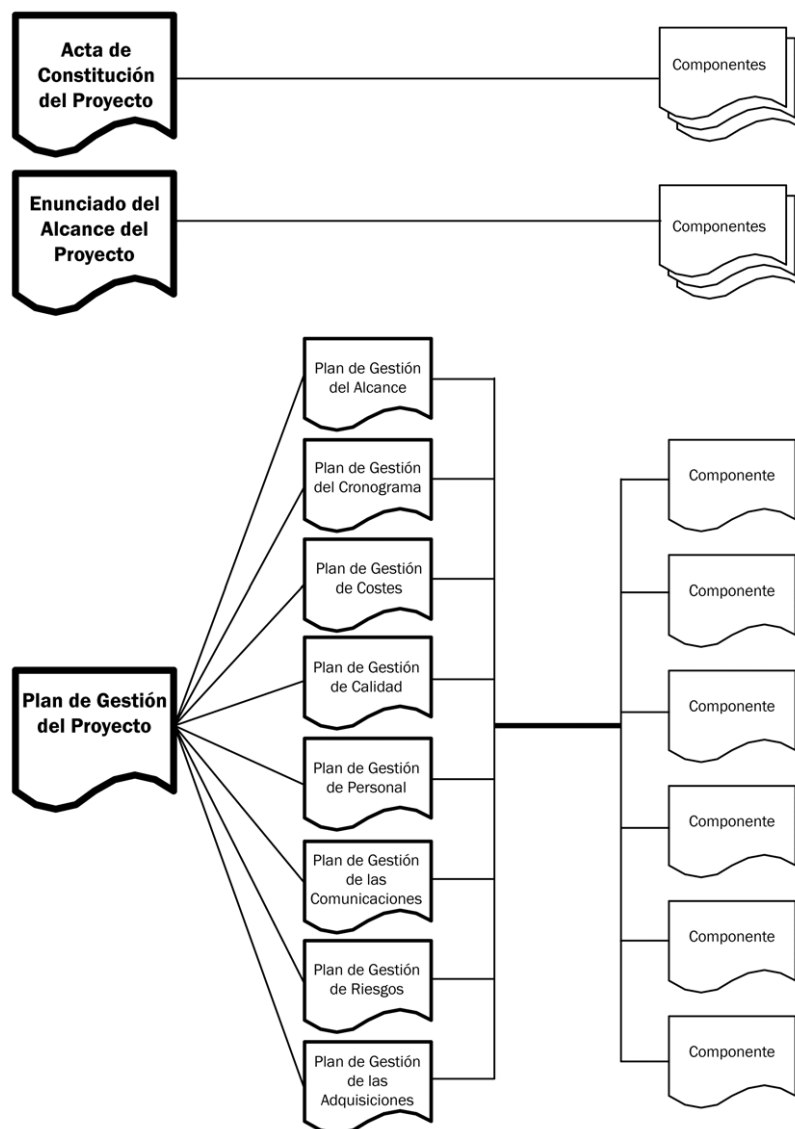 Acta de
Constitución
del Proyecto
Componentes
Enunciado del
Alcance del
Proyecto
Componentes
Plan de Gestión
del Proyecto
Plan de Gestión
del Alcance
Plan de Gestión
del Cronograma
Plan de Gestión
de Costes
Plan de Gestión
de Calidad
Plan de Gestión
de Personal
Plan de Gestión
de las
Comunicaciones
Plan de Gestión
de Riesgos
Plan de Gestión
de las
Adquisiciones
Componente
Componente
Componente
Componente
Componente
Componente